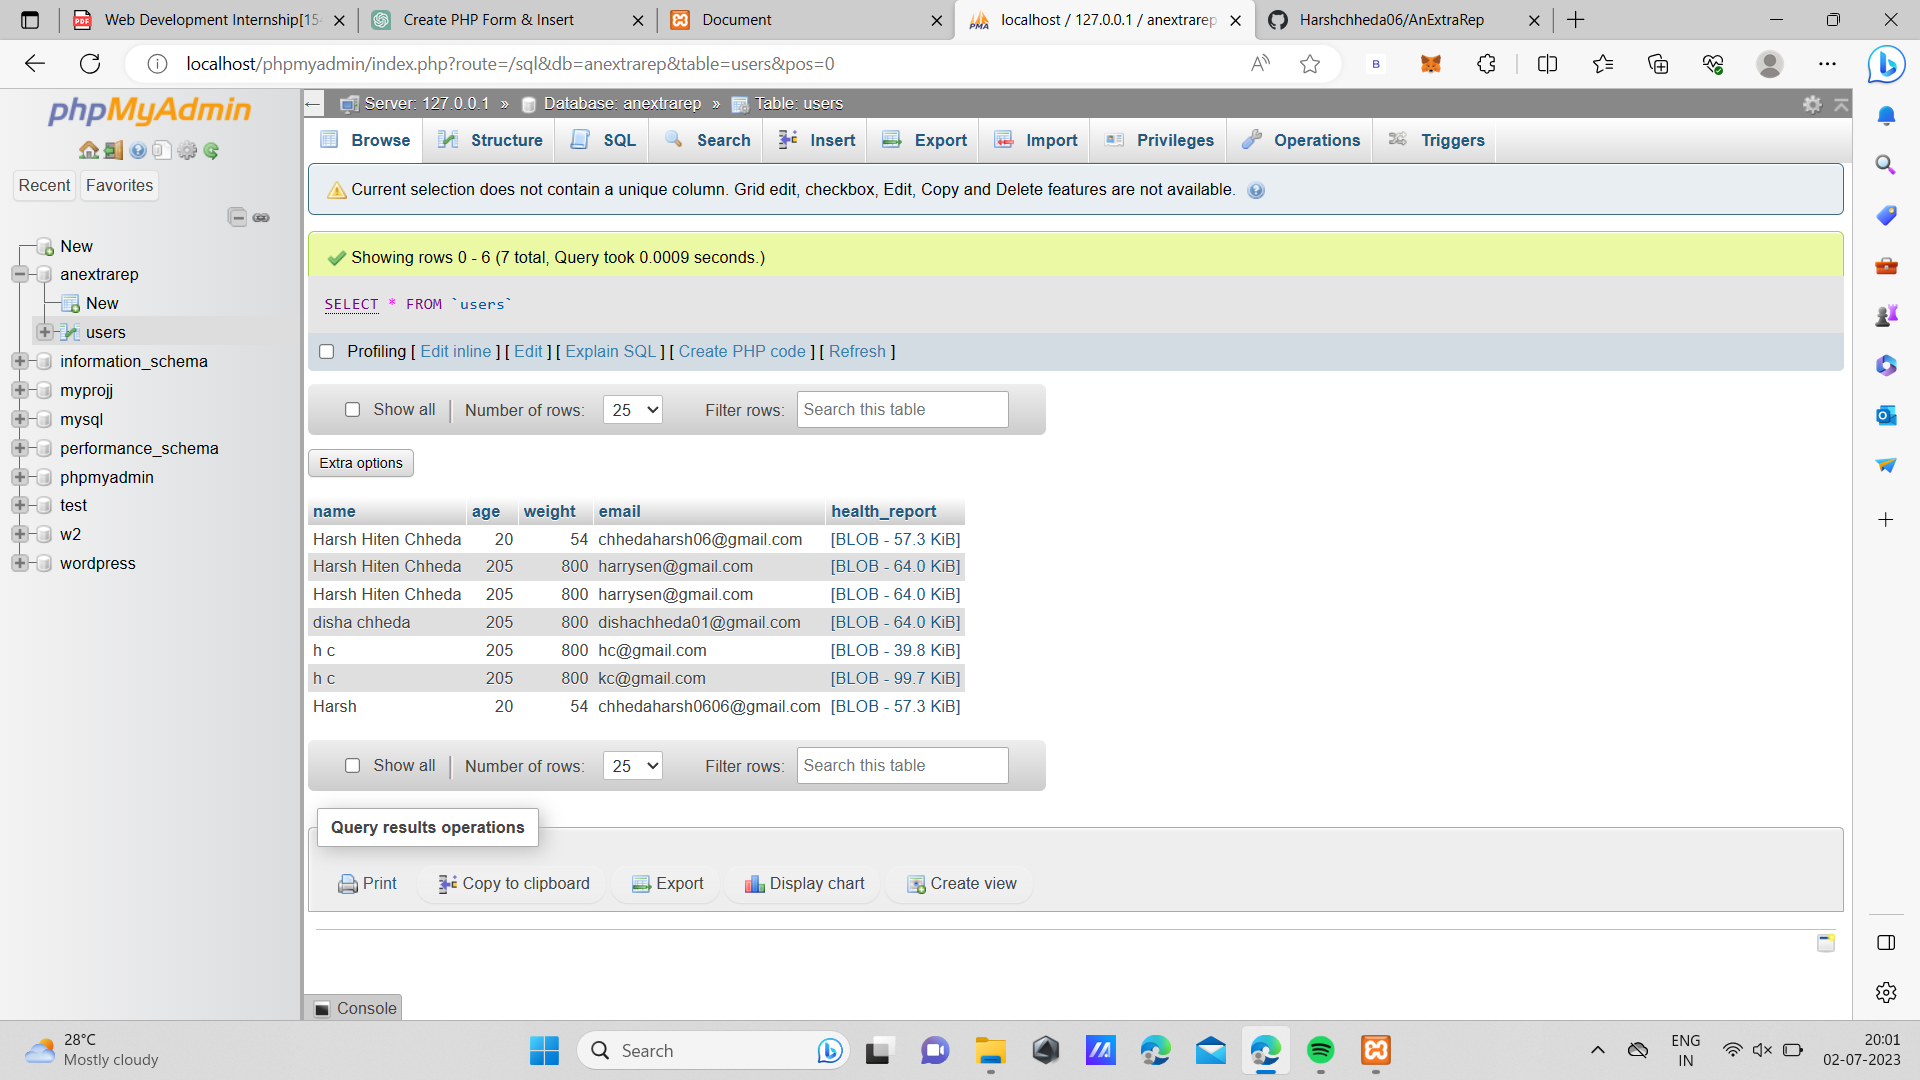 Web Development Internship[154
Create PHP Form & Insert
Document
localhost / 127.0.0.1 / anextrarep
Harshchheda06/AnExtraRep
localhost/phpmyadmin/index.php?route=/sql&db=anextrarep&table=users&pos=0
phpMyAdmin
Recent
Favorites
New
anextrarep
New
users
information_schema
myprojj
mysql
performance_schema
phpmyadmin
test
w2
wordpress
Server: 127.0.0.1 » Database: anextrarep » Table: users
Browse Structure SQL Search Insert Export Import Privileges Operations Triggers
Current selection does not contain a unique column. Grid edit, checkbox, Edit, Copy and Delete features are not available.
Showing rows 0 - 6 (7 total, Query took 0.0009 seconds.)
SELECT * FROM `users`
Profiling [ Edit inline ] [ Edit ] [ Explain SQL ] [ Create PHP code ] [ Refresh ]
Show all Number of rows: 25 Filter rows: Search this table
Extra options
name age weight email health_report
Harsh Hiten Chheda 20 54 chhedaharsh06@gmail.com [BLOB - 57.3 KiB]
Harsh Hiten Chheda 205 800 harrysen@gmail.com [BLOB - 64.0 KiB]
Harsh Hiten Chheda 205 800 harrysen@gmail.com [BLOB - 64.0 KiB]
disha chheda 205 800 dishachheda01@gmail.com [BLOB - 64.0 KiB]
h c 205 800 hc@gmail.com [BLOB - 39.8 KiB]
h c 205 800 kc@gmail.com [BLOB - 99.7 KiB]
Harsh 20 54 chhedaharsh0606@gmail.com [BLOB - 57.3 KiB]
Show all Number of rows: 25 Filter rows: Search this table
Query results operations
Print Copy to clipboard Export Display chart Create view
Console
28°C
Mostly cloudy
Search
ENG
IN
20:01
02-07-2023